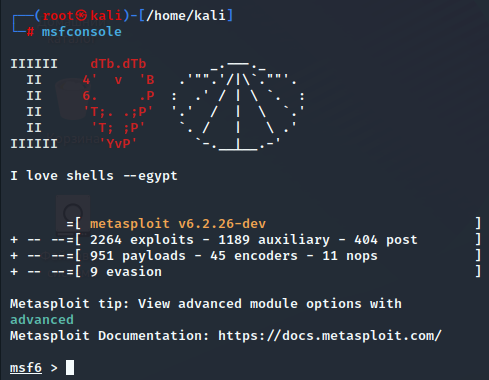 ┌──(root㉿kali)-[/home/kali]
└─# msfconsole
IIIIII    dTb.dTb        _.---._
  II     4'  v  'B   .'"".'/|\`.""'.
  II     6.     .P  :  .' / | \ `.  :
  II     'T;. .;P'  '.'  /  |  \  `.'
  II      'T; ;P'    `. /   |   \ .'
IIIIII     'YvP'       `-.__|__.-'
I love shells --egypt
       =[ metasploit v6.2.26-dev                          ]
+ -- --=[ 2264 exploits - 1189 auxiliary - 404 post       ]
+ -- --=[ 951 payloads - 45 encoders - 11 nops            ]
+ -- --=[ 9 evasion                                       ]
Metasploit tip: View advanced module options with
advanced
Metasploit Documentation: https://docs.metasploit.com/
msf6 >